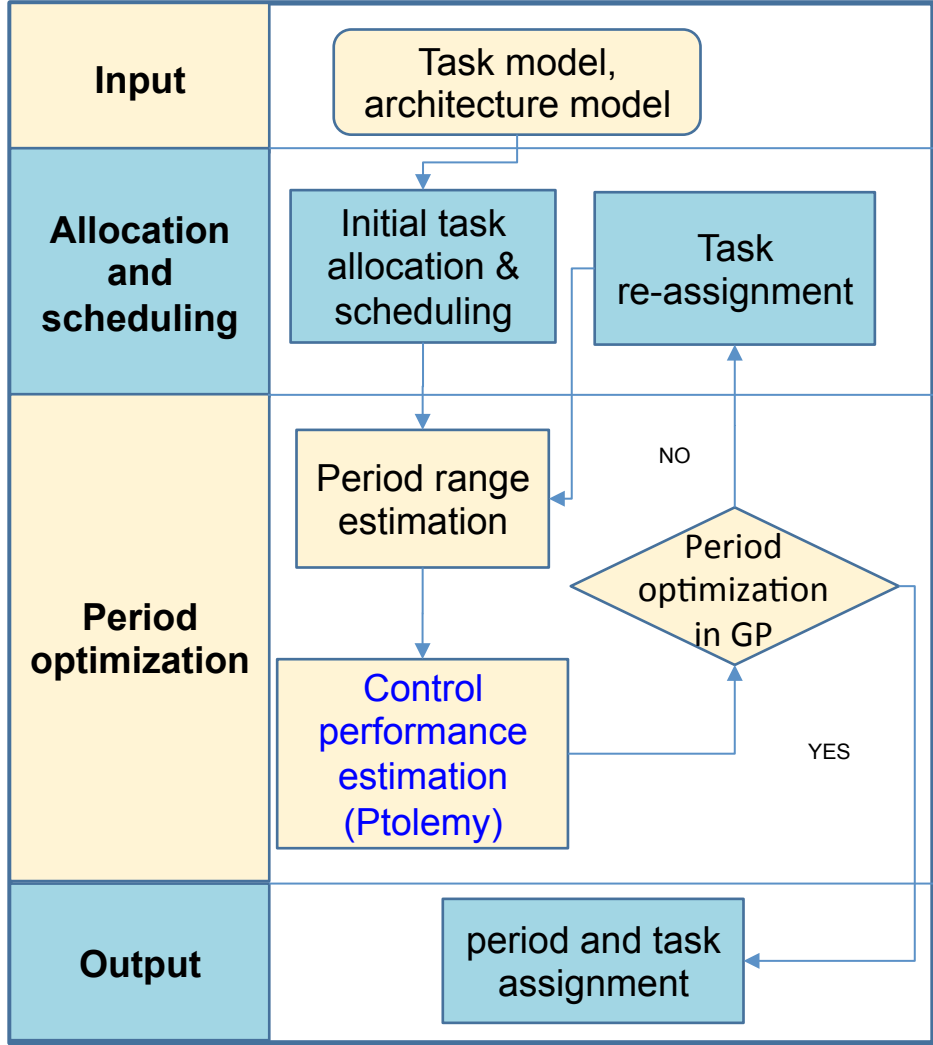 Input
Task model,
architecture model
Allocation
and
scheduling
Initial task
allocation &
scheduling
Task
re-assignment
Period
optimization
Period range
estimation
NO
Period
optimization
in GP
Control
performance
estimation
(Ptolemy)
YES
Output
period and task
assignment